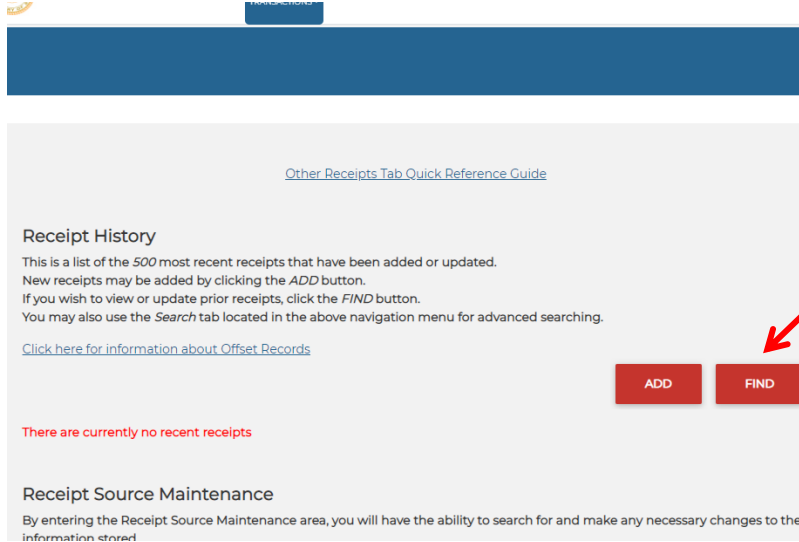 TRANSACTIONS
Other Receipts Tab Quick Reference Guide
Receipt History
This is a list of the 500 most recent receipts that have been added or updated.
New receipts may be added by clicking the ADD button.
If you wish to view or update prior receipts, click the FIND button.
You may also use the Search tab located in the above navigation menu for advanced searching.
Click here for information about Offset Records
ADD FIND
There are currently no recent receipts
Receipt Source Maintenance
By entering the Receipt Source Maintenance area, you will have the ability to search for and make any necessary changes to the
information stored